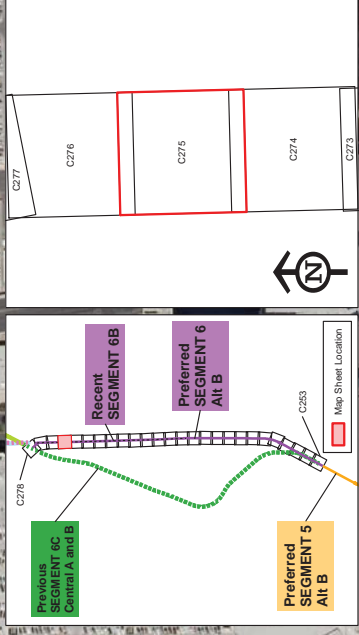 C277
C276
C275
C274
C273
N
C278
Previous
SEGMENT 6C
Central A and B
Recent
SEGMENT 6B
Preferred
SEGMENT 6
Alt B
C253
Preferred
SEGMENT 5
Alt B
Map Sheet Location